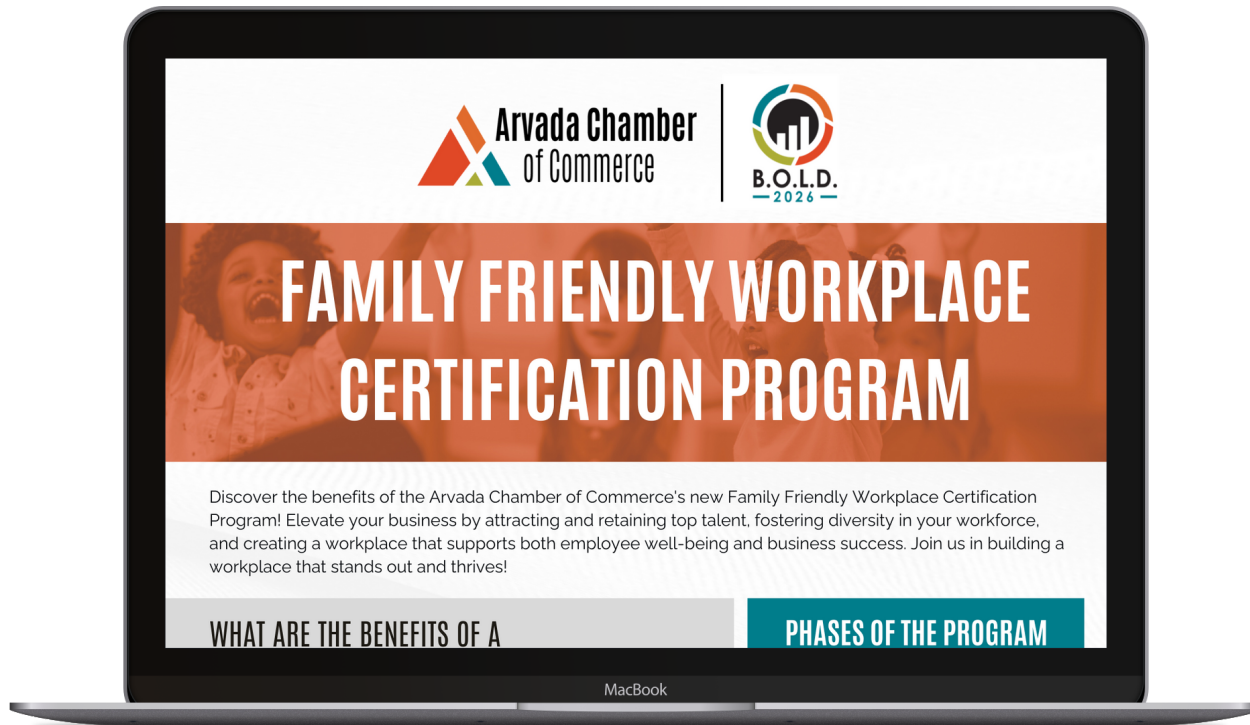 Arvada Chamber
of Commerce
B.O.L.D.
2026
FAMILY FRIENDLY WORKPLACE
CERTIFICATION PROGRAM
Discover the benefits of the Arvada Chamber of Commerce's new Family Friendly Workplace Certification
Program! Elevate your business by attracting and retaining top talent, fostering diversity in your workforce,
and creating a workplace that supports both employee well-being and business success. Join us in building a
workplace that stands out and thrives!
WHAT ARE THE BENEFITS OF A
PHASES OF THE PROGRAM
MacBook